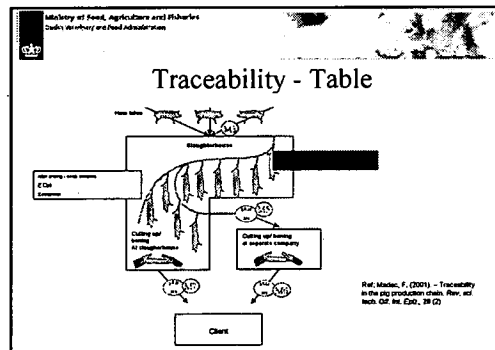 Ministry of Food, Agriculture and Fisheries
Danish Veterinary and Food Administration
Traceability - Table
Slaughterhouse
Cutting up/
boning
At slaughterhouse
Cutting up/ boning
at separate company
Client
Ref: Madec, F. (2001). – Traceability
in the pig production chain. Rev. sci.
tech. Off. Int. Epiz., 20 (2)